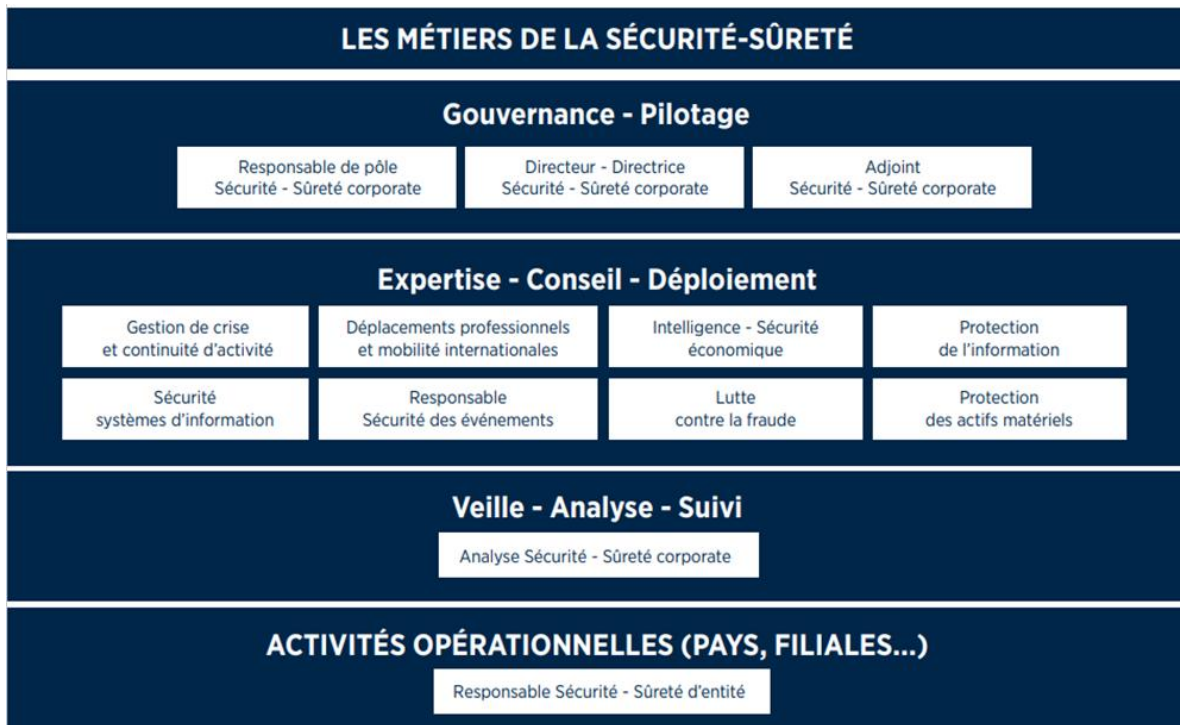 LES MÉTIERS DE LA SÉCURITÉ-SÛRETÉ
Gouvernance - Pilotage
Responsable de pôle
Sécurité - Sûreté corporate
Directeur - Directrice
Sécurité - Sûreté corporate
Adjoint
Sécurité - Sûreté corporate
Expertise - Conseil - Déploiement
Gestion de crise
et continuité d'activité
Déplacements professionnels
et mobilité internationales
Intelligence - Sécurité
économique
Protection
de l'information
Sécurité
systèmes d'information
Responsable
Sécurité des événements
Lutte
contre la fraude
Protection
des actifs matériels
Veille - Analyse - Suivi
Analyse Sécurité - Sûreté corporate
ACTIVITÉS OPÉRATIONNELLES (PAYS, FILIALES...)
Responsable Sécurité - Sûreté d'entité